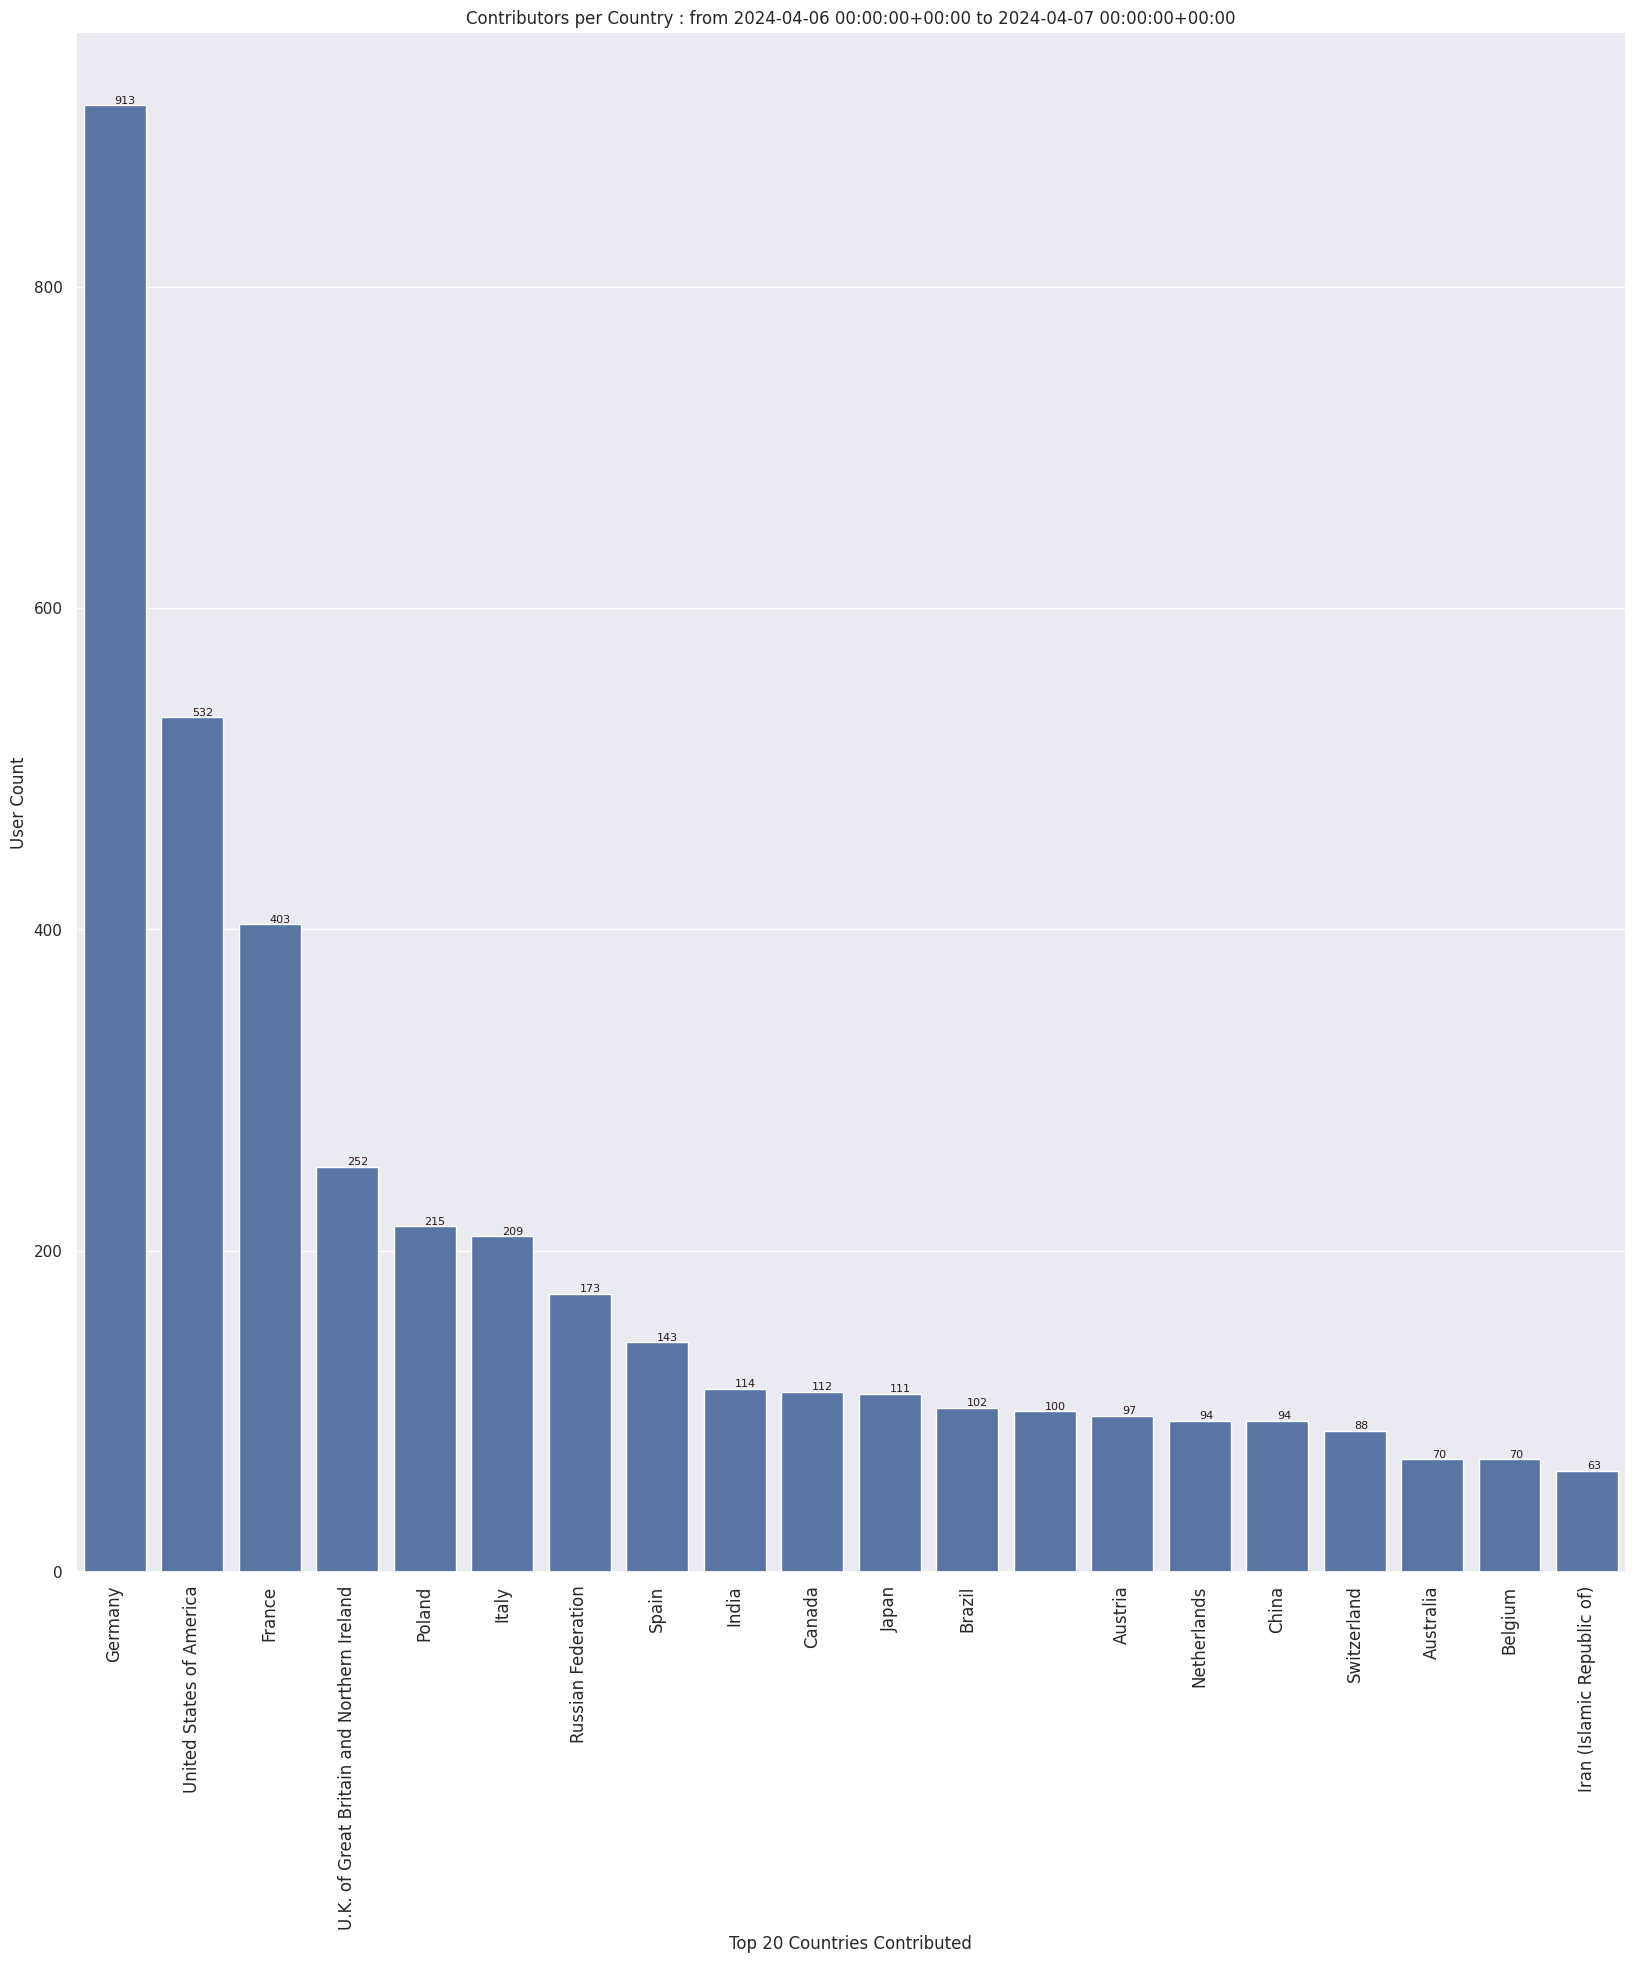 Contributors per Country : from 2024-04-06 00:00:00+00:00 to 2024-04-07 00:00:00+00:00
User Count
800
600
400
200
0
913
532
403
252
215
209
173
143
114
112
111
102
100
97
94
94
88
70
70
63
Germany
United States of America
France
U.K. of Great Britain and Northern Ireland
Poland
Italy
Russian Federation
Spain
India
Canada
Japan
Brazil
Austria
Netherlands
China
Switzerland
Australia
Belgium
Iran (Islamic Republic of)
Top 20 Countries Contributed